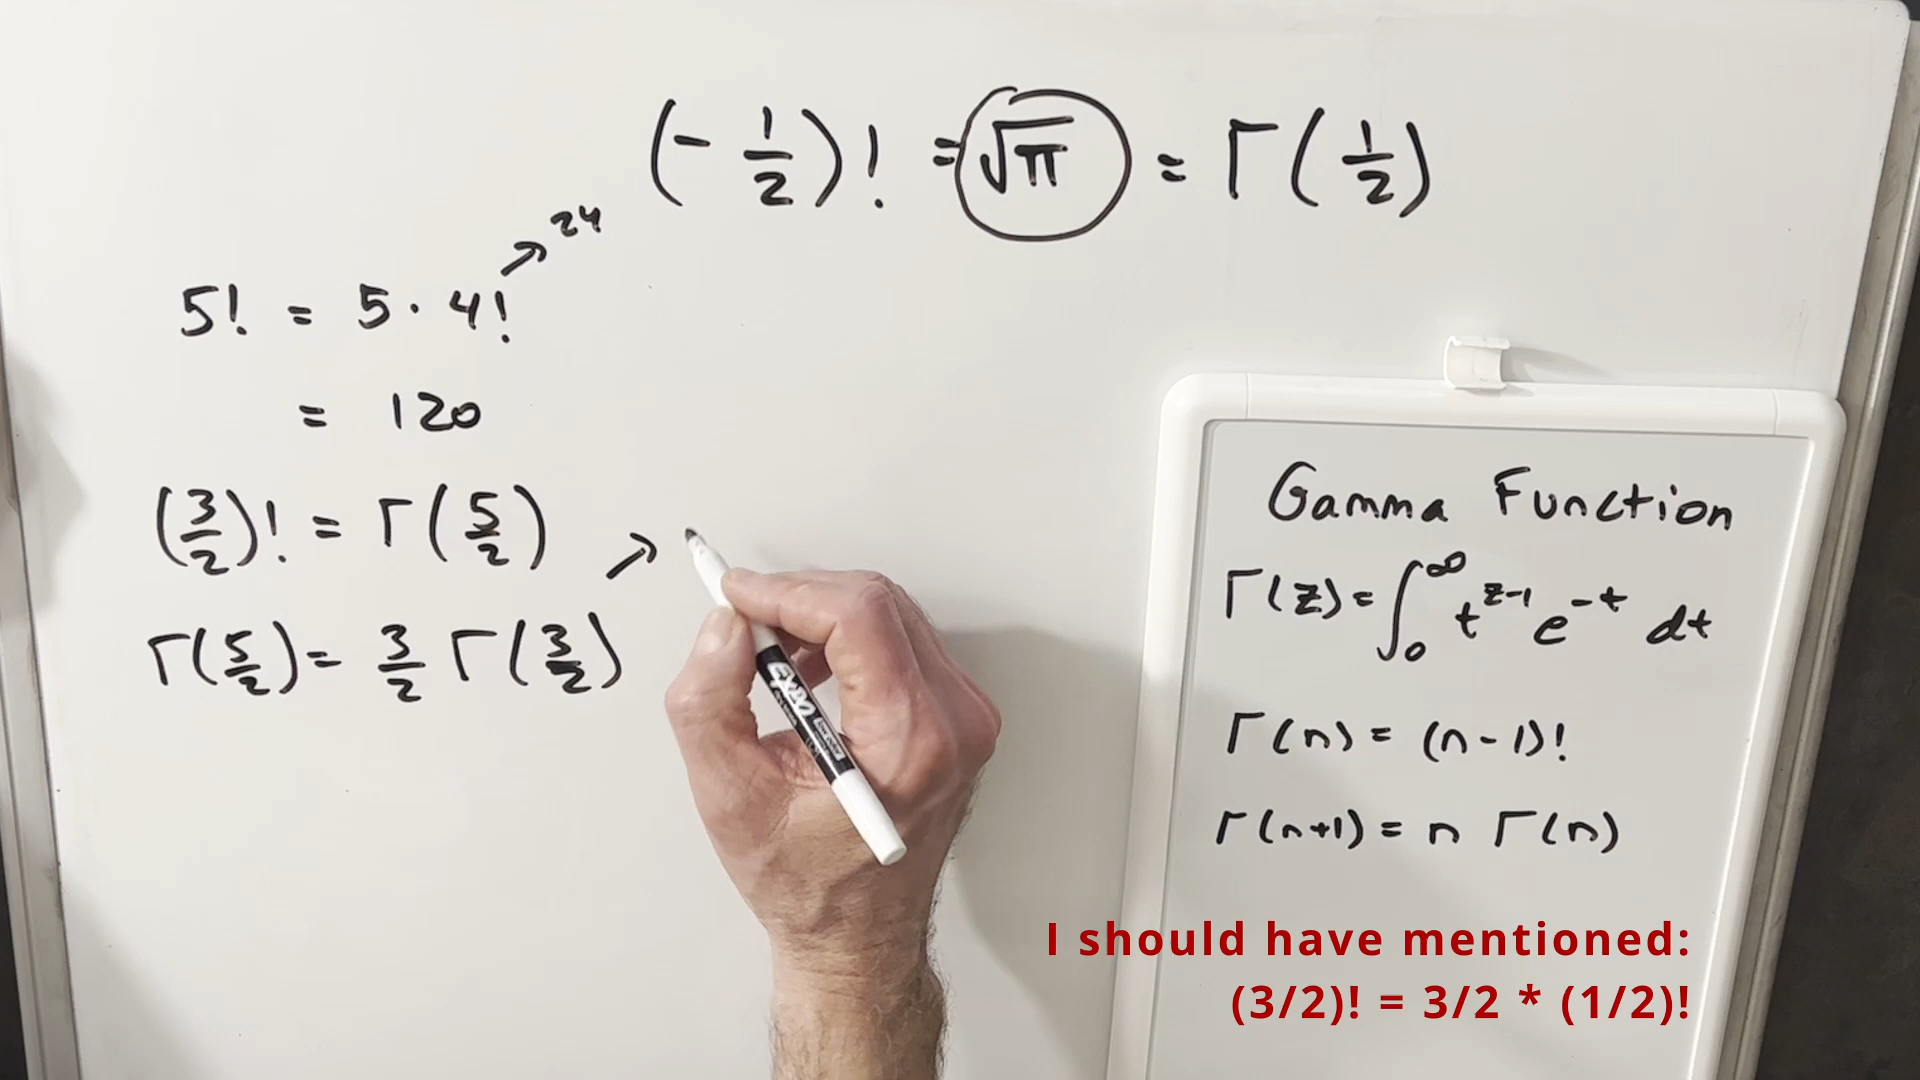 (- 1/2)! = √π = Γ(1/2)
24
5! = 5 · 4!
= 120
(3/2)! = Γ(5/2)
Γ(5/2) = 3/2 Γ(3/2)
EXPO
Gamma Function
Γ(z) = ∫₀^∞ t^(z-1) e^(-t) dt
Γ(n) = (n-1)!
Γ(n+1) = n Γ(n)
I should have mentioned:
(3/2)! = 3/2 * (1/2)!